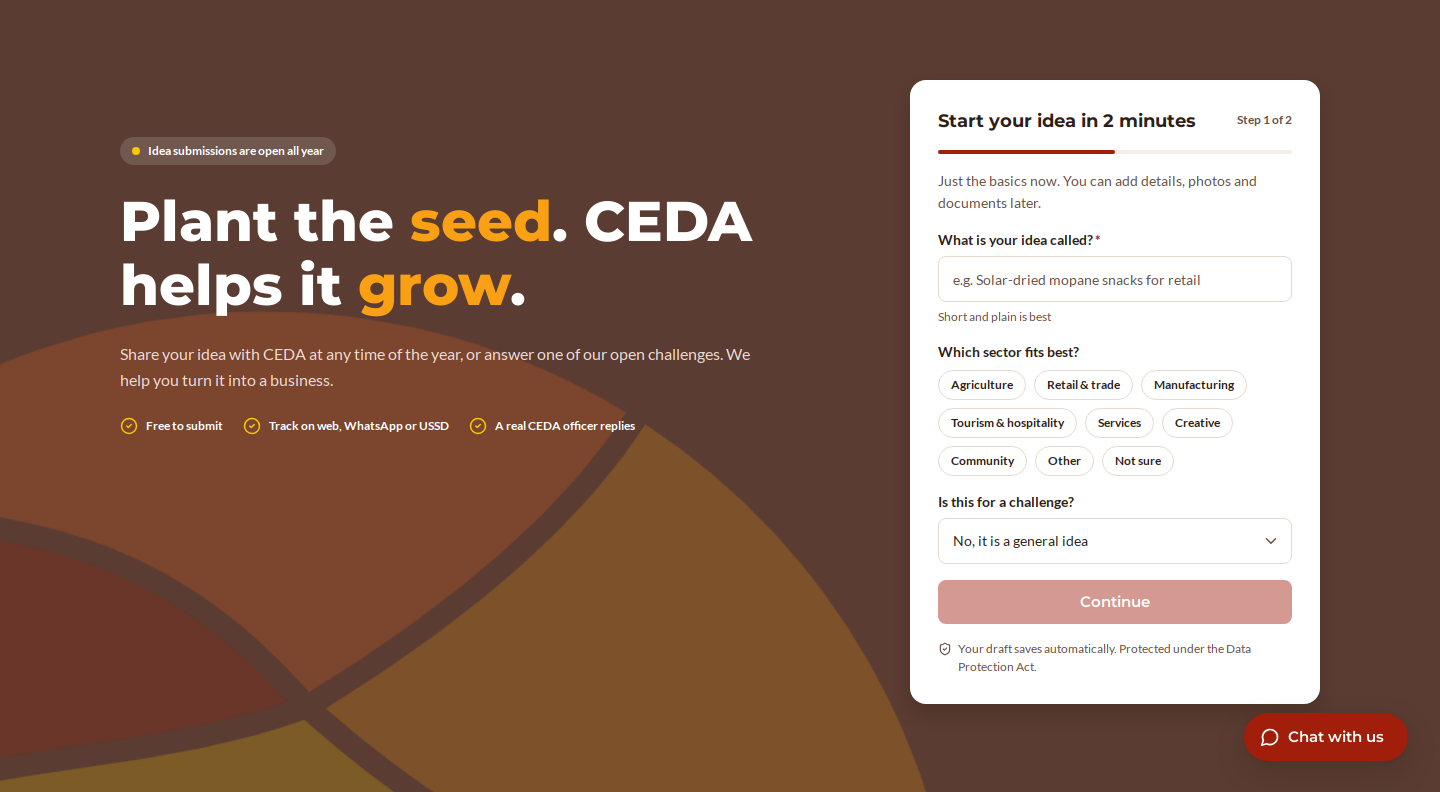 Idea submissions are open all year
Plant the seed. CEDA
helps it grow.
Share your idea with CEDA at any time of the year, or answer one of our open challenges. We
help you turn it into a business.
Free to submit
Track on web, WhatsApp or USSD
A real CEDA officer replies
Start your idea in 2 minutes
Step 1 of 2
Just the basics now. You can add details, photos and
documents later.
What is your idea called? *
e.g. Solar-dried mopane snacks for retail
Short and plain is best
Which sector fits best?
Agriculture
Retail & trade
Manufacturing
Tourism & hospitality
Services
Creative
Community
Other
Not sure
Is this for a challenge?
No, it is a general idea
Continue
Your draft saves automatically. Protected under the Data
Protection Act.
Chat with us